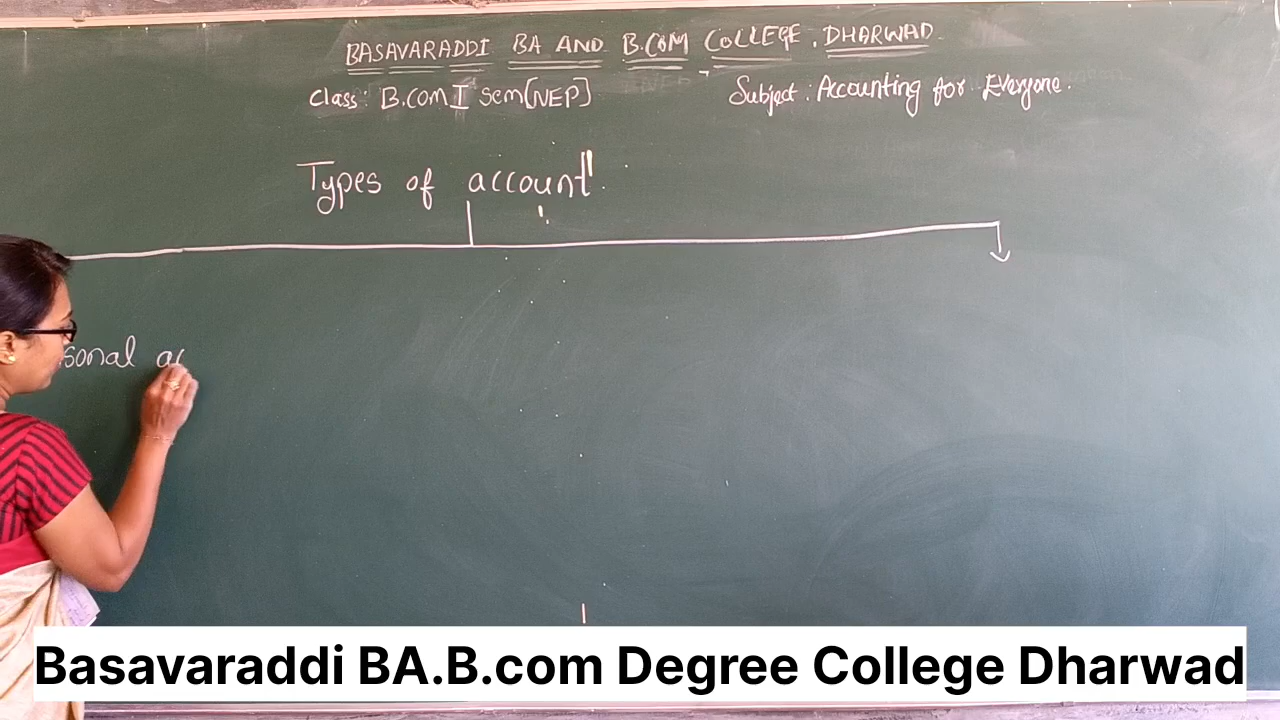 BASAVARADDI BA AND B.COM COLLEGE, DHARWAD.
Class: B.com I sem[NEP]
Subject: Accounting for Everyone.
Types of account
sonal ac
Basavaraddi BA.B.com Degree College Dharwad